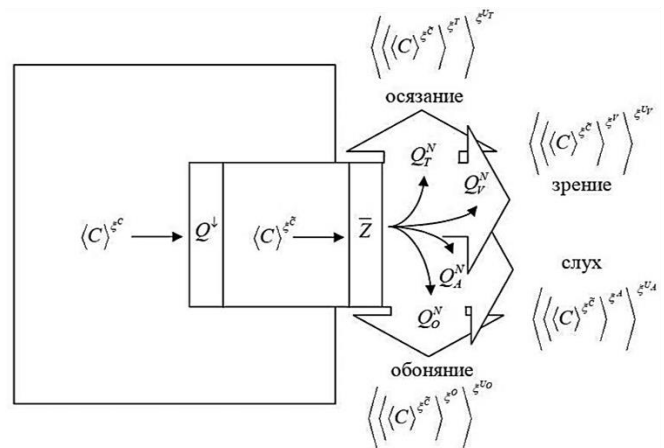 ⟨⟨⟨C⟩^{ξ^{C̃}}⟩^{ξ^T}⟩^{ξ^{U_T}}
осязание
⟨⟨⟨C⟩^{ξ^{C̃}}⟩^{ξ^V}⟩^{ξ^{U_V}}
зрение
Q_T^N
Q_V^N
⟨C⟩^{ξ^C}
Q^↓
⟨C⟩^{ξ^{C̃}}
Z̅
Q_A^N
Q_O^N
слух
⟨⟨⟨C⟩^{ξ^{C̃}}⟩^{ξ^A}⟩^{ξ^{U_A}}
обоняние
⟨⟨⟨C⟩^{ξ^{C̃}}⟩^{ξ^O}⟩^{ξ^{U_O}}